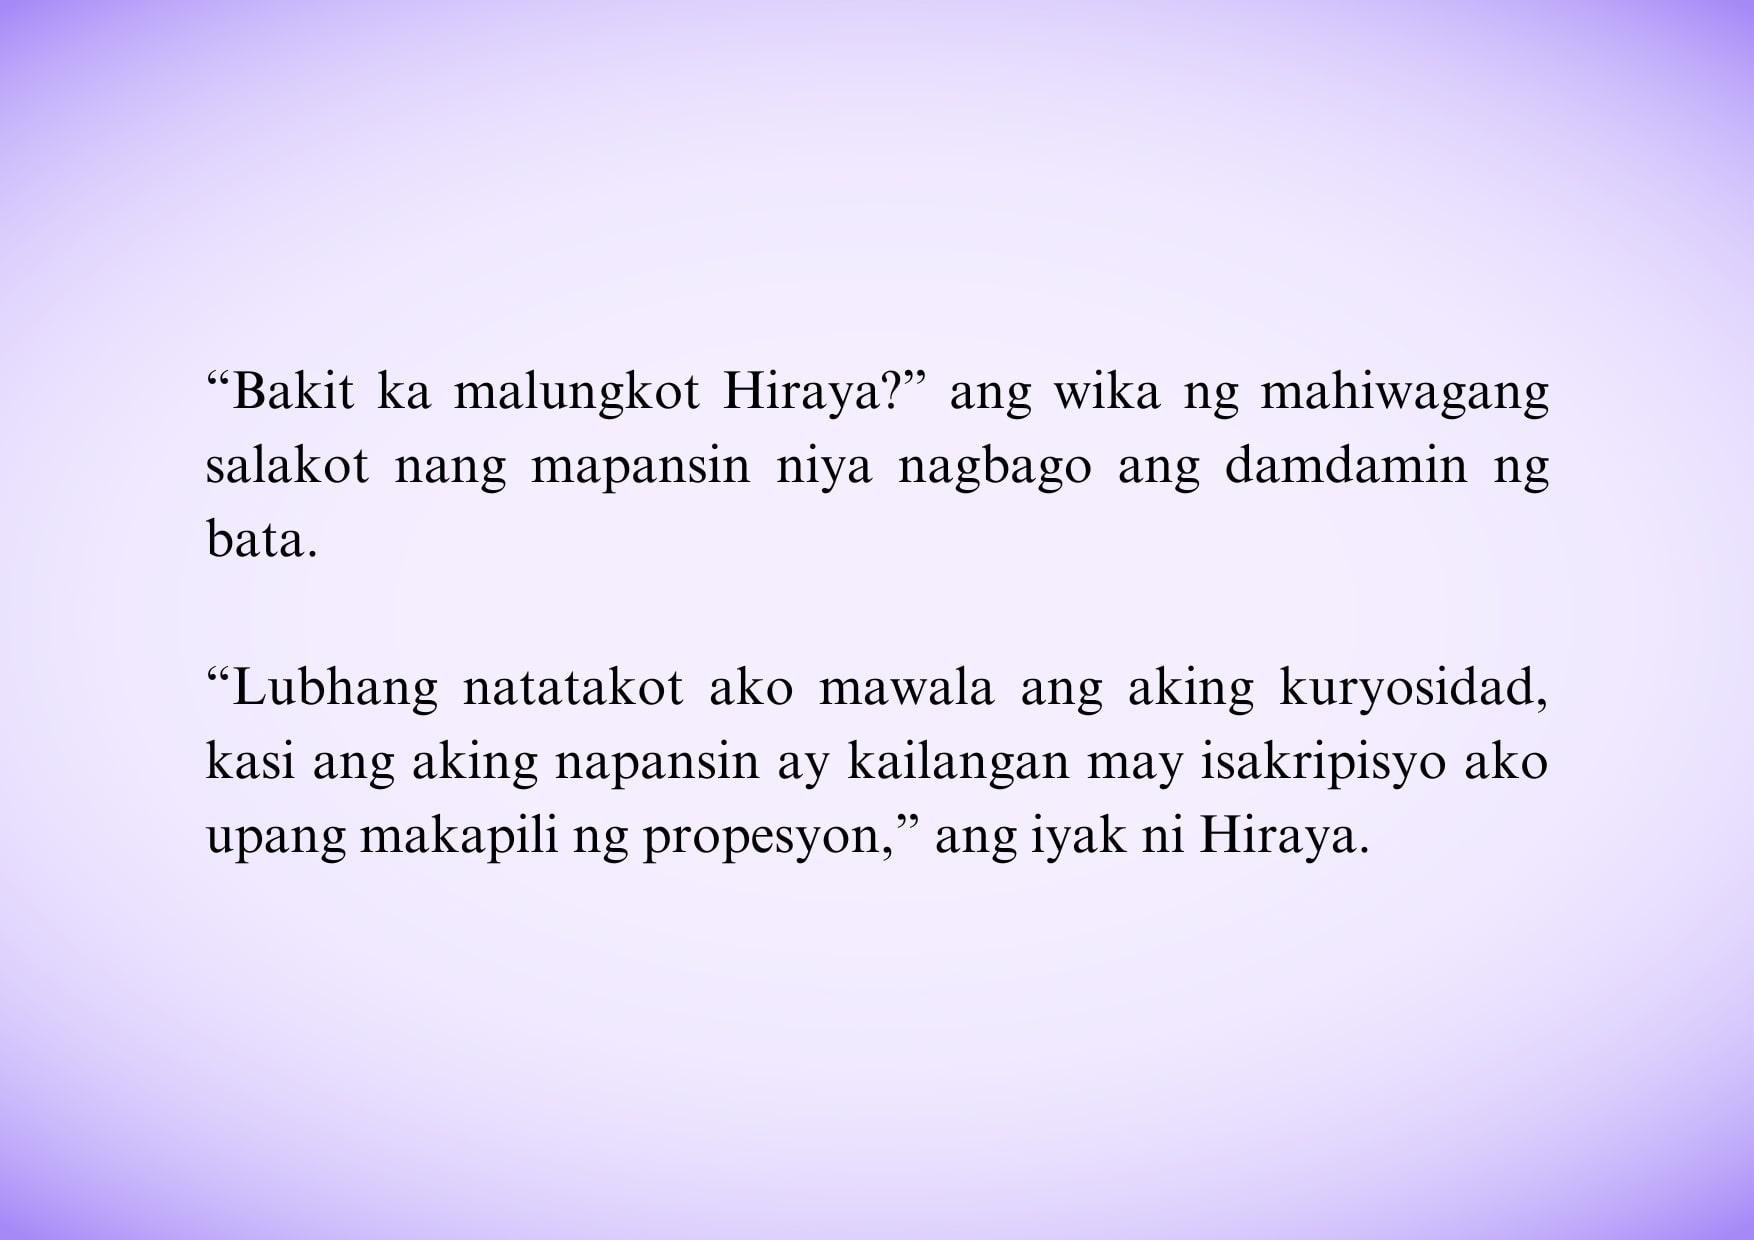 “Bakit ka malungkot Hiraya?” ang wika ng mahiwagang
salakot nang mapansin niya nagbago ang damdamin ng
bata.
“Lubhang natatakot ako mawala ang aking kuryosidad,
kasi ang aking napansin ay kailangan may isakripisyo ako
upang makapili ng propesyon,” ang iyak ni Hiraya.